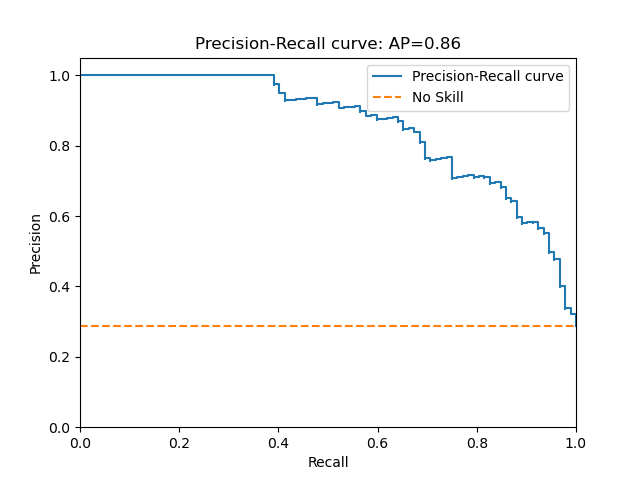 Precision-Recall curve: AP=0.86
Precision-Recall curve
No Skill
1.0
0.8
0.6
0.4
0.2
0.0
Precision
0.0 0.2 0.4 0.6 0.8 1.0
Recall